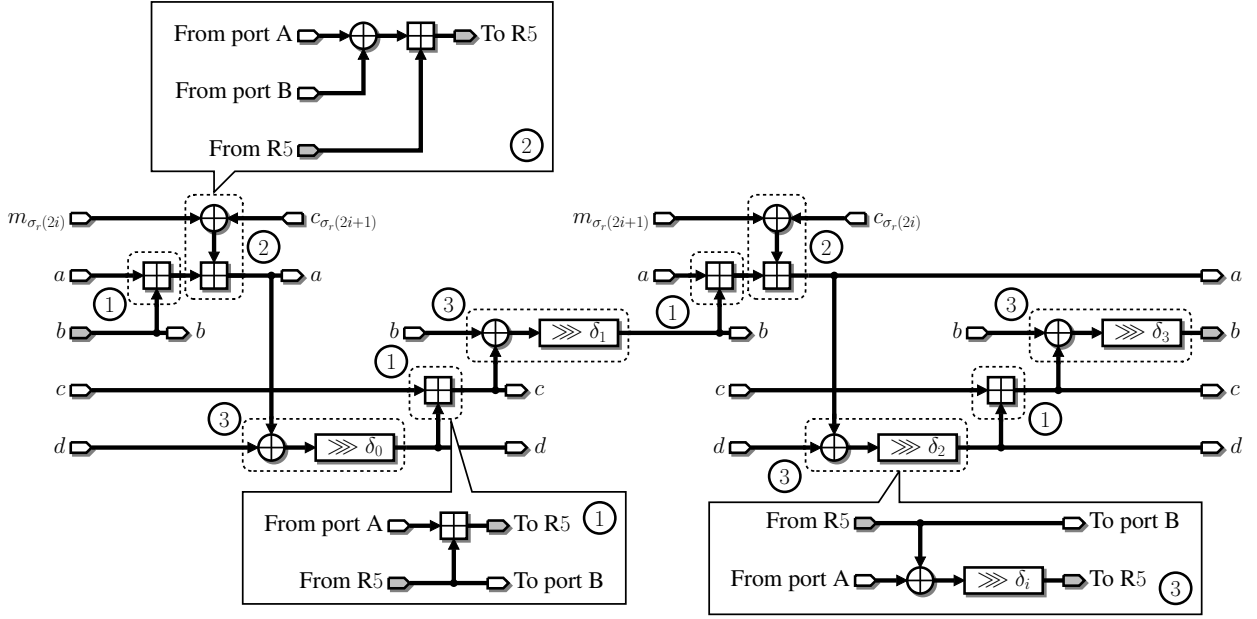 From port A To R5
From port B
From R5 2
m_{σ_r(2i)} c_{σ_r(2i+1)} m_{σ_r(2i+1)} c_{σ_r(2i)}
2 2
a a a a
1 3 1 3
b b b ⋙ δ_1 b b ⋙ δ_3 b
1
c c c c
3 1
d ⋙ δ_0 d d ⋙ δ_2 d
3
From port A To R5 1
From R5 To port B
From R5 To port B
From port A ⋙ δ_i To R5
3